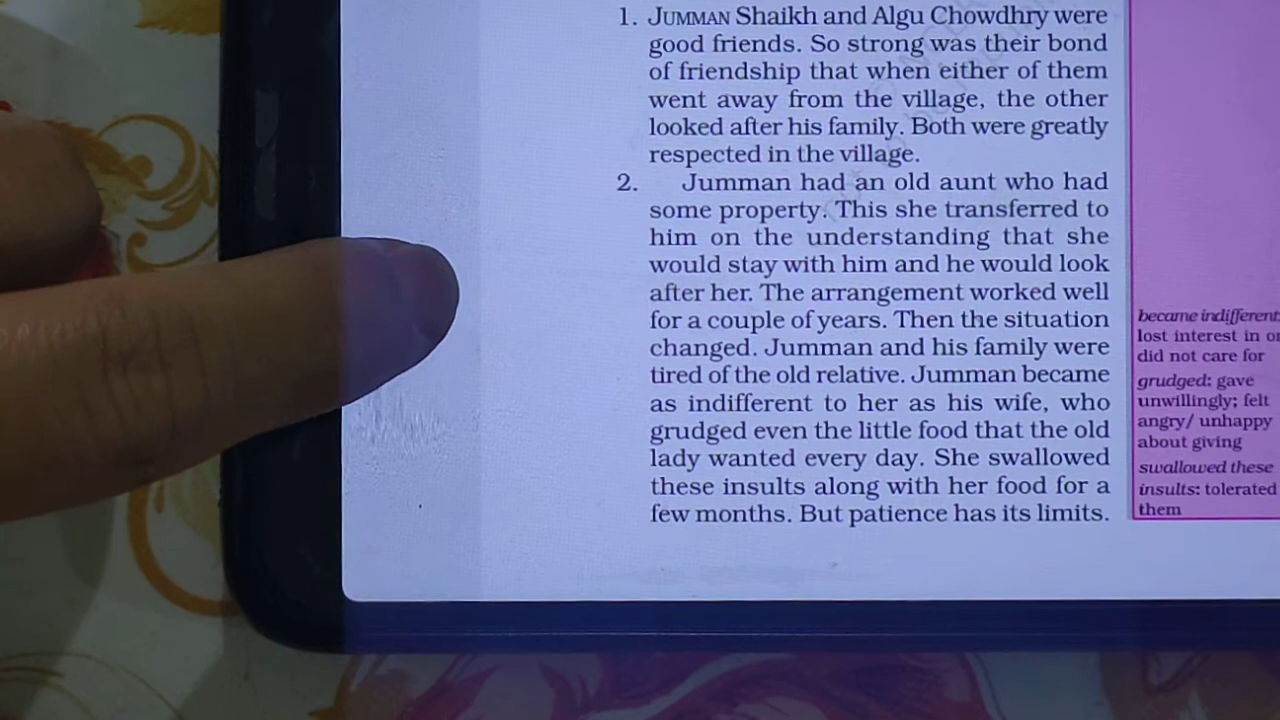 1. JUMMAN Shaikh and Algu Chowdhry were
good friends. So strong was their bond
of friendship that when either of them
went away from the village, the other
looked after his family. Both were greatly
respected in the village.
2. Jumman had an old aunt who had
some property. This she transferred to
him on the understanding that she
would stay with him and he would look
after her. The arrangement worked well
for a couple of years. Then the situation
changed. Jumman and his family were
tired of the old relative. Jumman became
as indifferent to her as his wife, who
grudged even the little food that the old
lady wanted every day. She swallowed
these insults along with her food for a
few months. But patience has its limits.
became indifferent:
lost interest in or
did not care for
grudged: gave
unwillingly; felt
angry/ unhappy
about giving
swallowed these
insults: tolerated
them